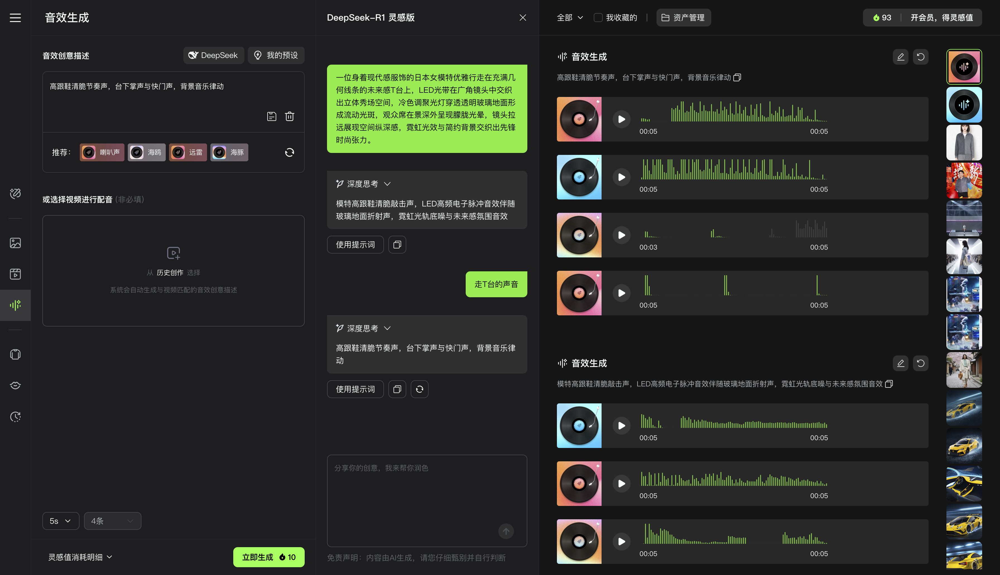 音效生成
音效创意描述
DeepSeek
我的预设
高跟鞋清脆节奏声，台下掌声与快门声，背景音乐律动
推荐：
喇叭声
海鸥
远雷
海豚
或选择视频进行配音 (非必填)
从 历史创作 选择
系统会自动生成与视频匹配的音效创意描述
5s
4条
灵感值消耗明细
立即生成 10
DeepSeek-R1 灵感版
一位身着现代感服饰的日本女模特优雅行走在充满几
何线条的未来感T台上，LED光带在广角镜头中交织
出立体秀场空间，冷色调聚光灯穿透透明玻璃地面形
成流动光斑，观众席在景深外呈现朦胧光晕，镜头拉
远展现空间纵深感，霓虹光效与简约背景交织出先锋
时尚张力。
深度思考
模特高跟鞋清脆敲击声，LED高频电子脉冲音效伴随
玻璃地面折射声，霓虹光轨底噪与未来感氛围音效
使用提示词
走T台的声音
深度思考
高跟鞋清脆节奏声，台下掌声与快门声，背景音乐律
动
使用提示词
分享你的创意，我来帮你润色
免责声明：内容由AI生成，请您仔细甄别并自行判断
全部
我收藏的
资产管理
93
开会员，得灵感值
音效生成
高跟鞋清脆节奏声，台下掌声与快门声，背景音乐律动
00:05
00:05
00:05
00:05
00:03
00:05
00:05
00:05
音效生成
模特高跟鞋清脆敲击声，LED高频电子脉冲音效伴随玻璃地面折射声，霓虹光轨底噪与未来感氛围音效
00:05
00:05
00:05
00:05
00:05
00:05